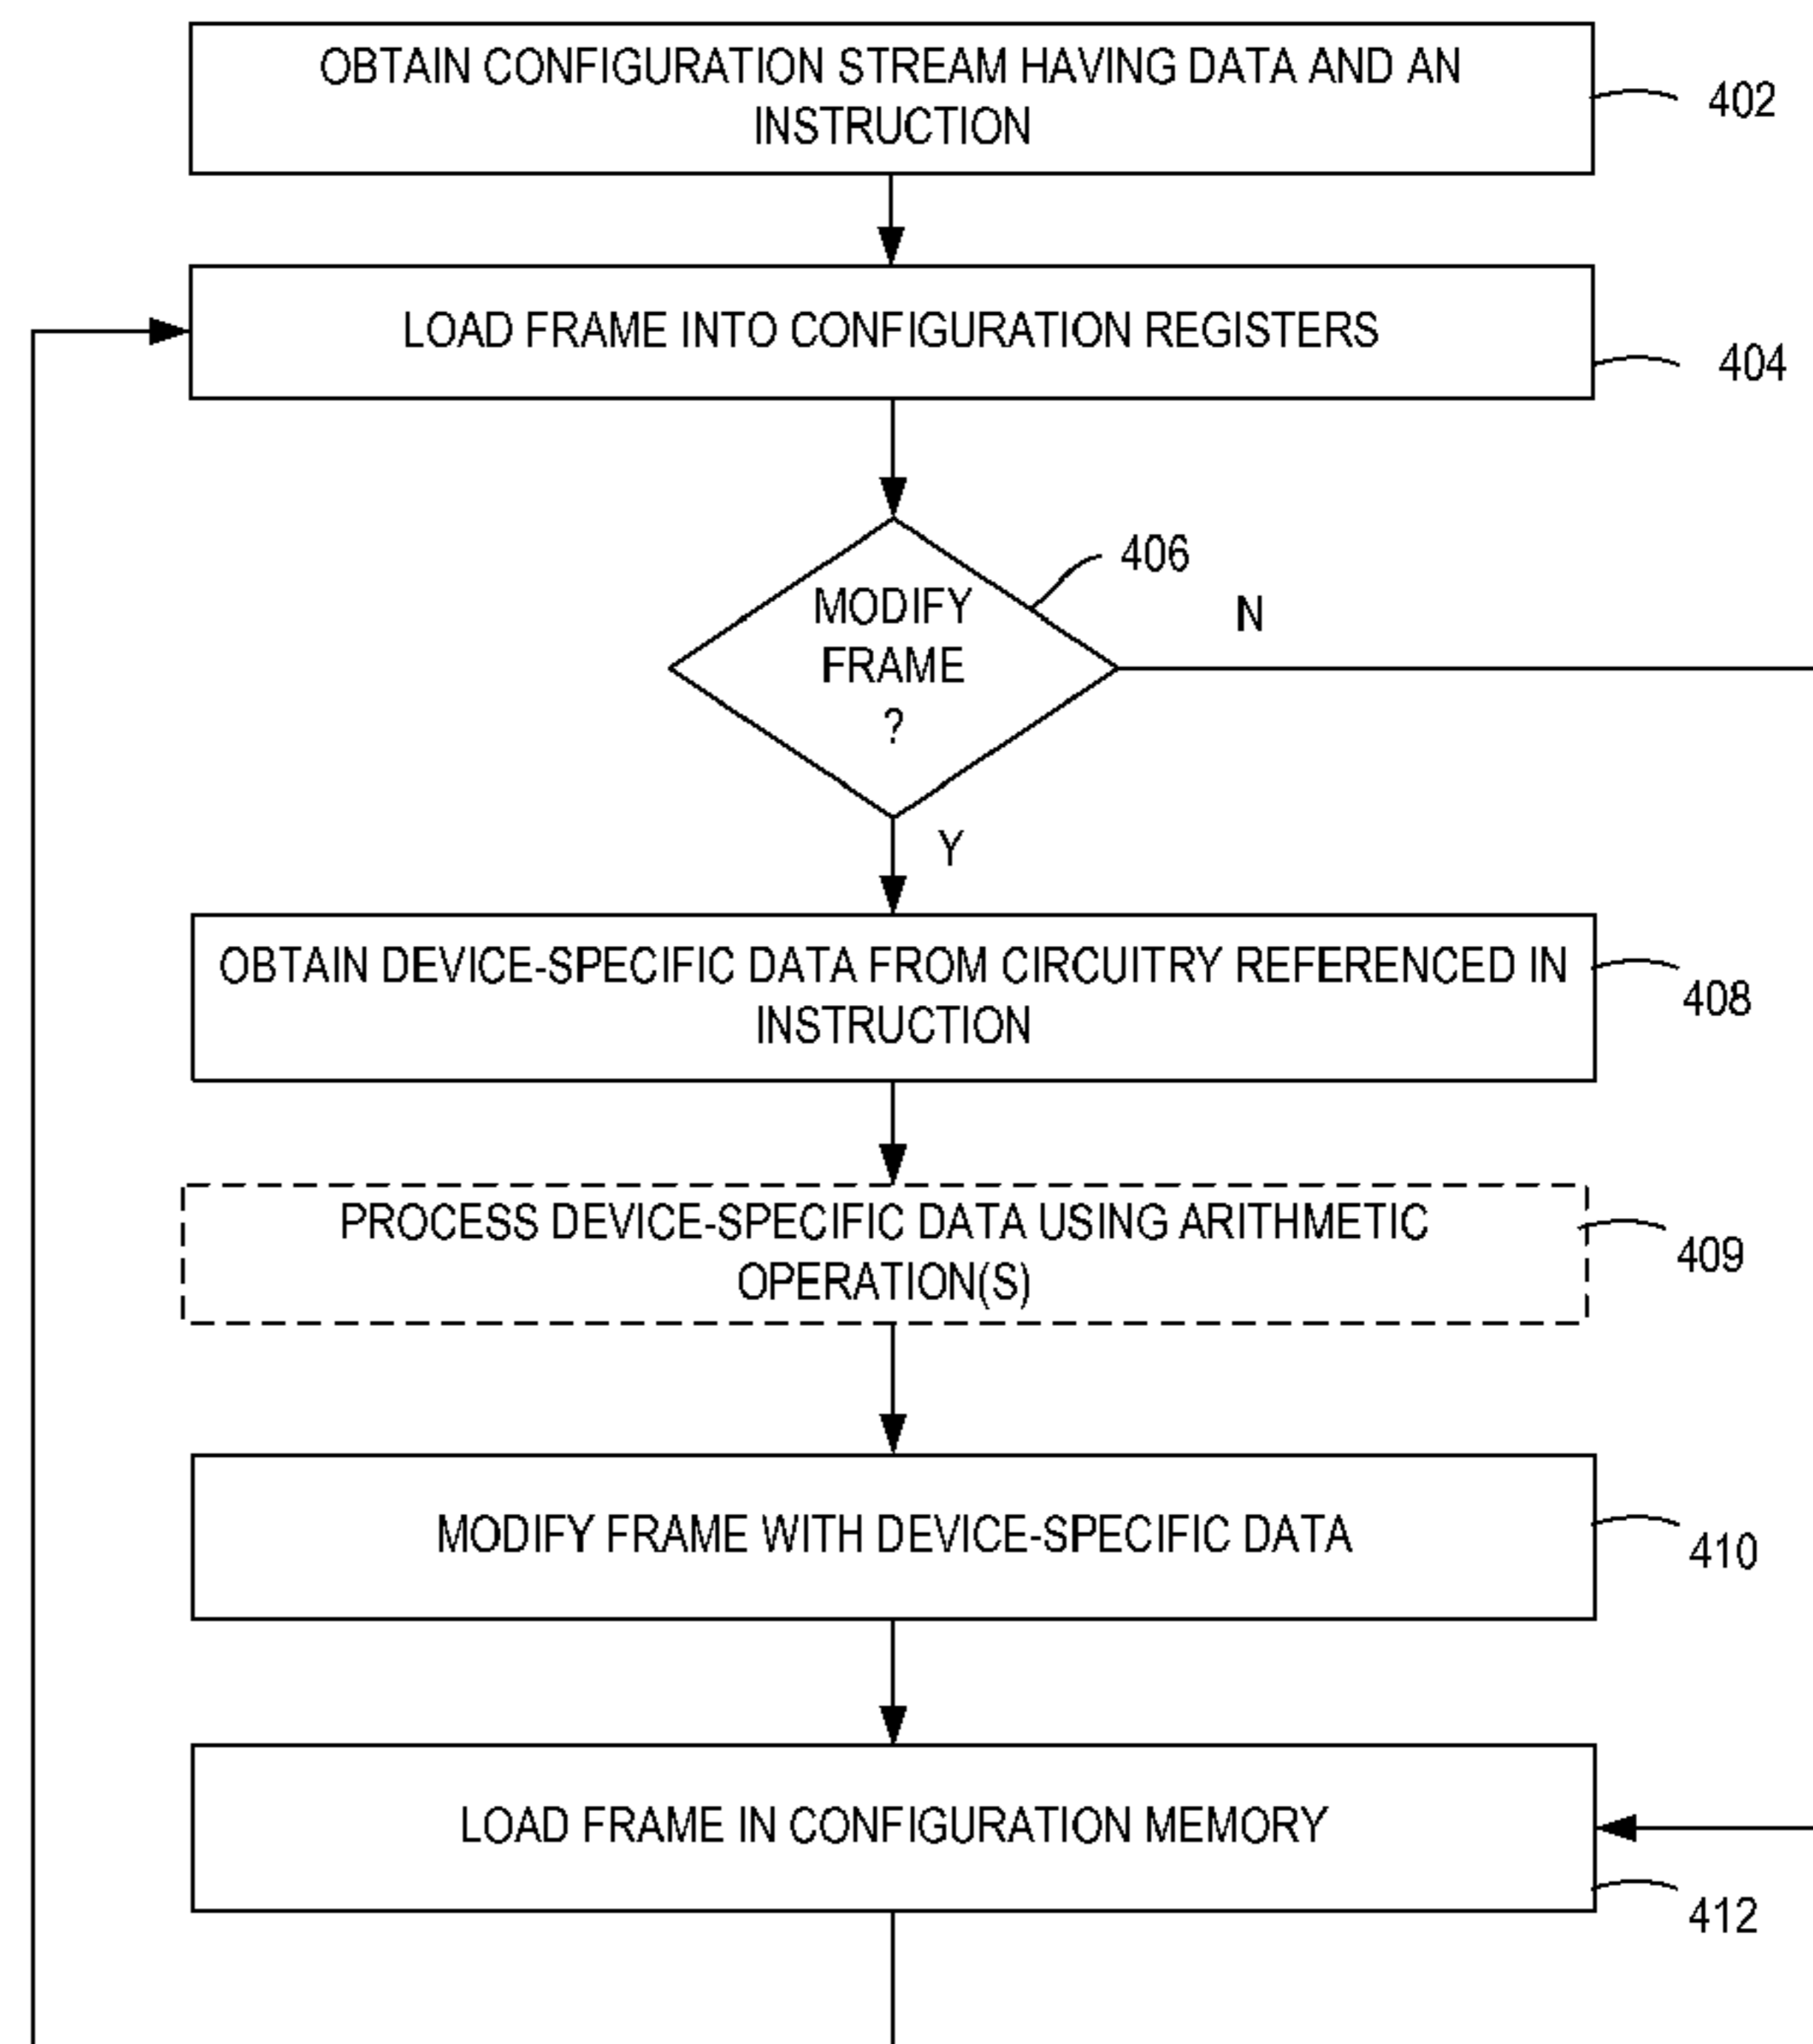 OBTAIN CONFIGURATION STREAM HAVING DATA AND AN
INSTRUCTION
402
LOAD FRAME INTO CONFIGURATION REGISTERS
404
406
MODIFY
FRAME
?
N
Y
OBTAIN DEVICE-SPECIFIC DATA FROM CIRCUITRY REFERENCED IN
INSTRUCTION
408
PROCESS DEVICE-SPECIFIC DATA USING ARITHMETIC
OPERATION(S)
409
MODIFY FRAME WITH DEVICE-SPECIFIC DATA
410
LOAD FRAME IN CONFIGURATION MEMORY
412